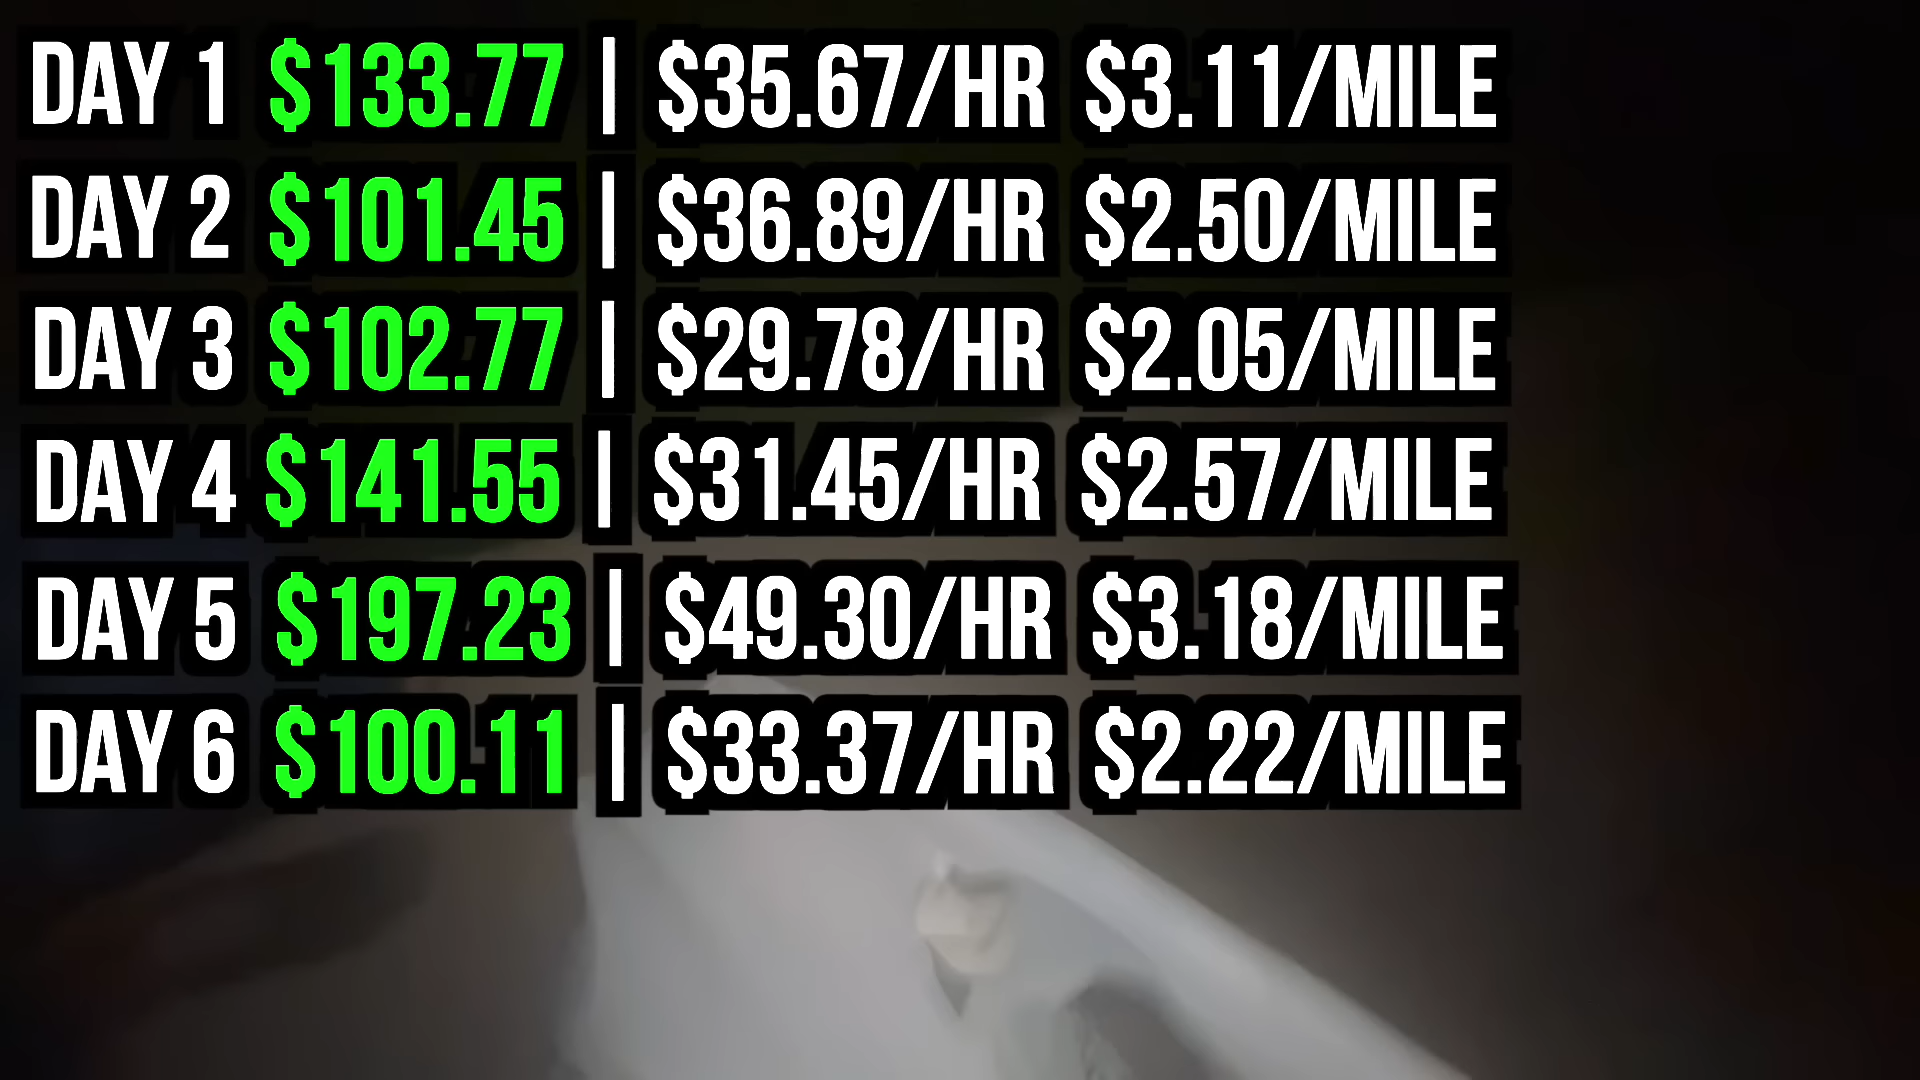 DAY 1 $133.77 | $35.67/HR $3.11/MILE
DAY 2 $101.45 | $36.89/HR $2.50/MILE
DAY 3 $102.77 | $29.78/HR $2.05/MILE
DAY 4 $141.55 | $31.45/HR $2.57/MILE
DAY 5 $197.23 | $49.30/HR $3.18/MILE
DAY 6 $100.11 | $33.37/HR $2.22/MILE